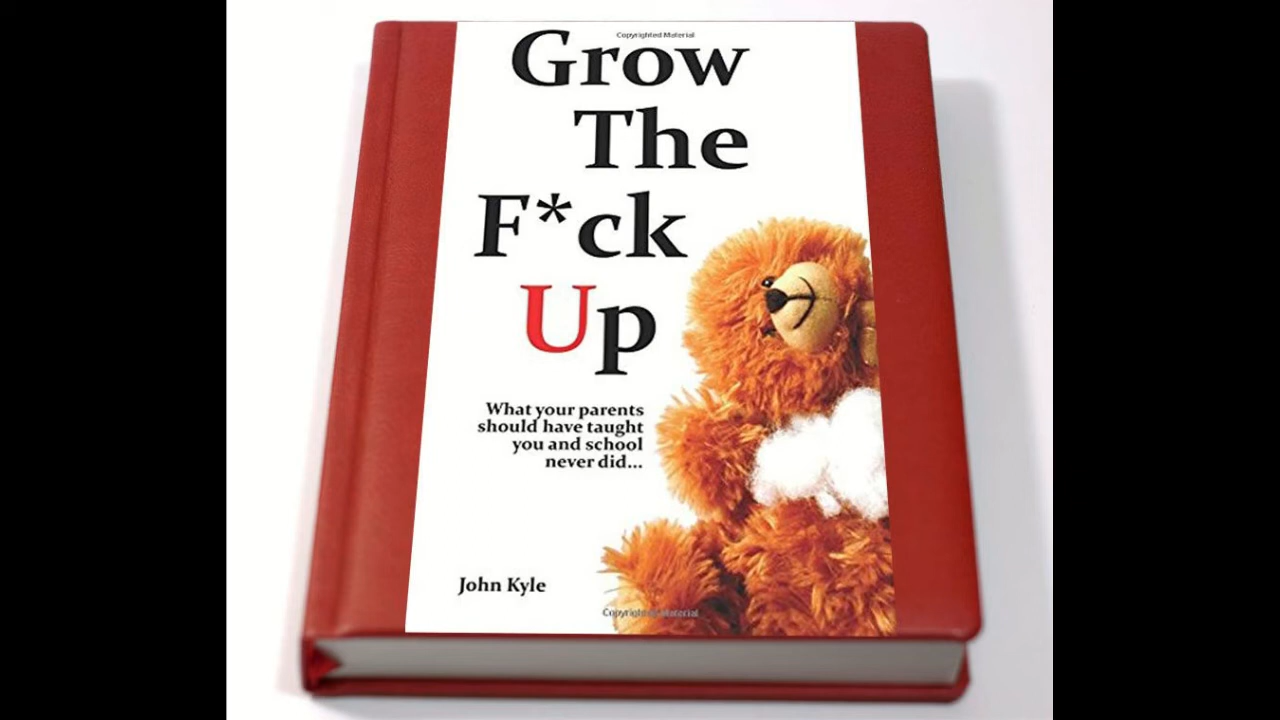 Copyrighted Material
Grow
The
F*ck
Up
What your parents
should have taught
you and school
never did...
John Kyle
Copyrighted Material